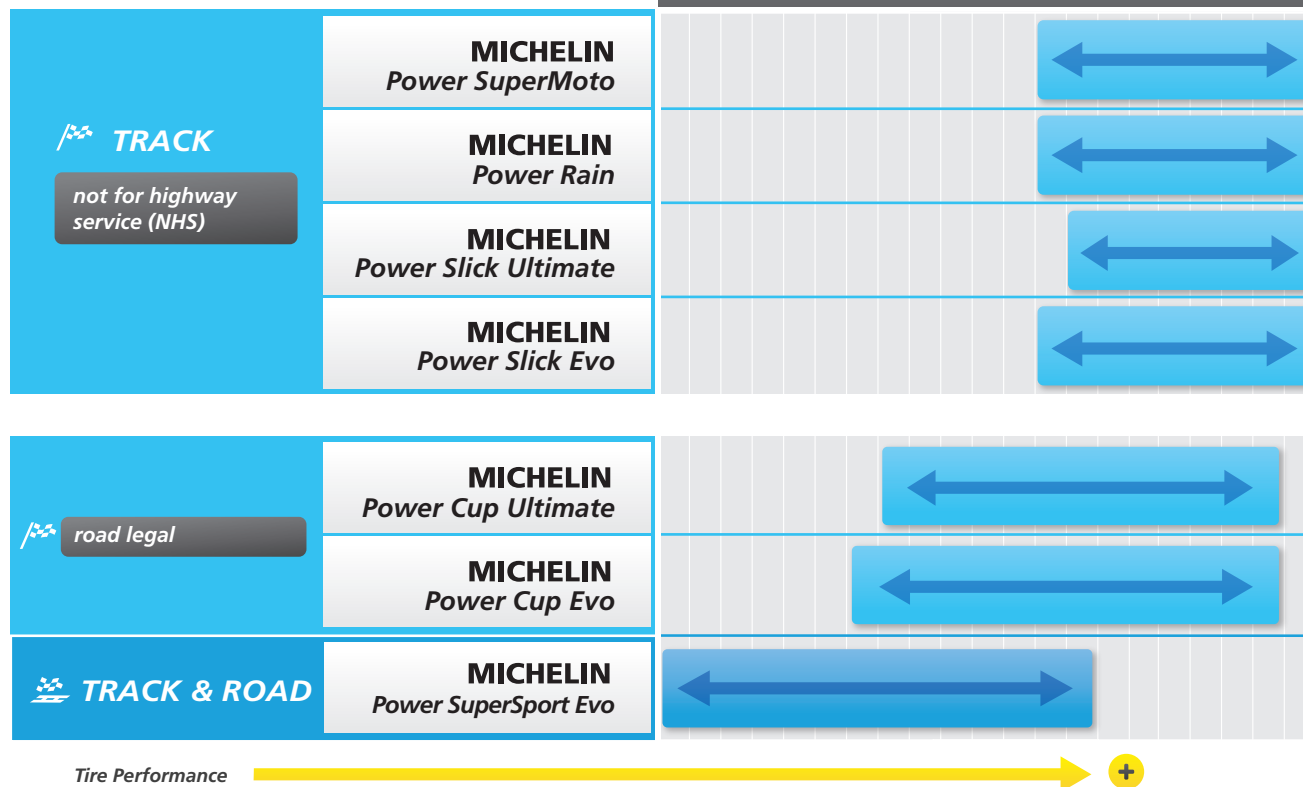 MICHELIN
Power SuperMoto
TRACK
not for highway
service (NHS)
MICHELIN
Power Rain
MICHELIN
Power Slick Ultimate
MICHELIN
Power Slick Evo
road legal
MICHELIN
Power Cup Ultimate
MICHELIN
Power Cup Evo
TRACK & ROAD
MICHELIN
Power SuperSport Evo
Tire Performance
+